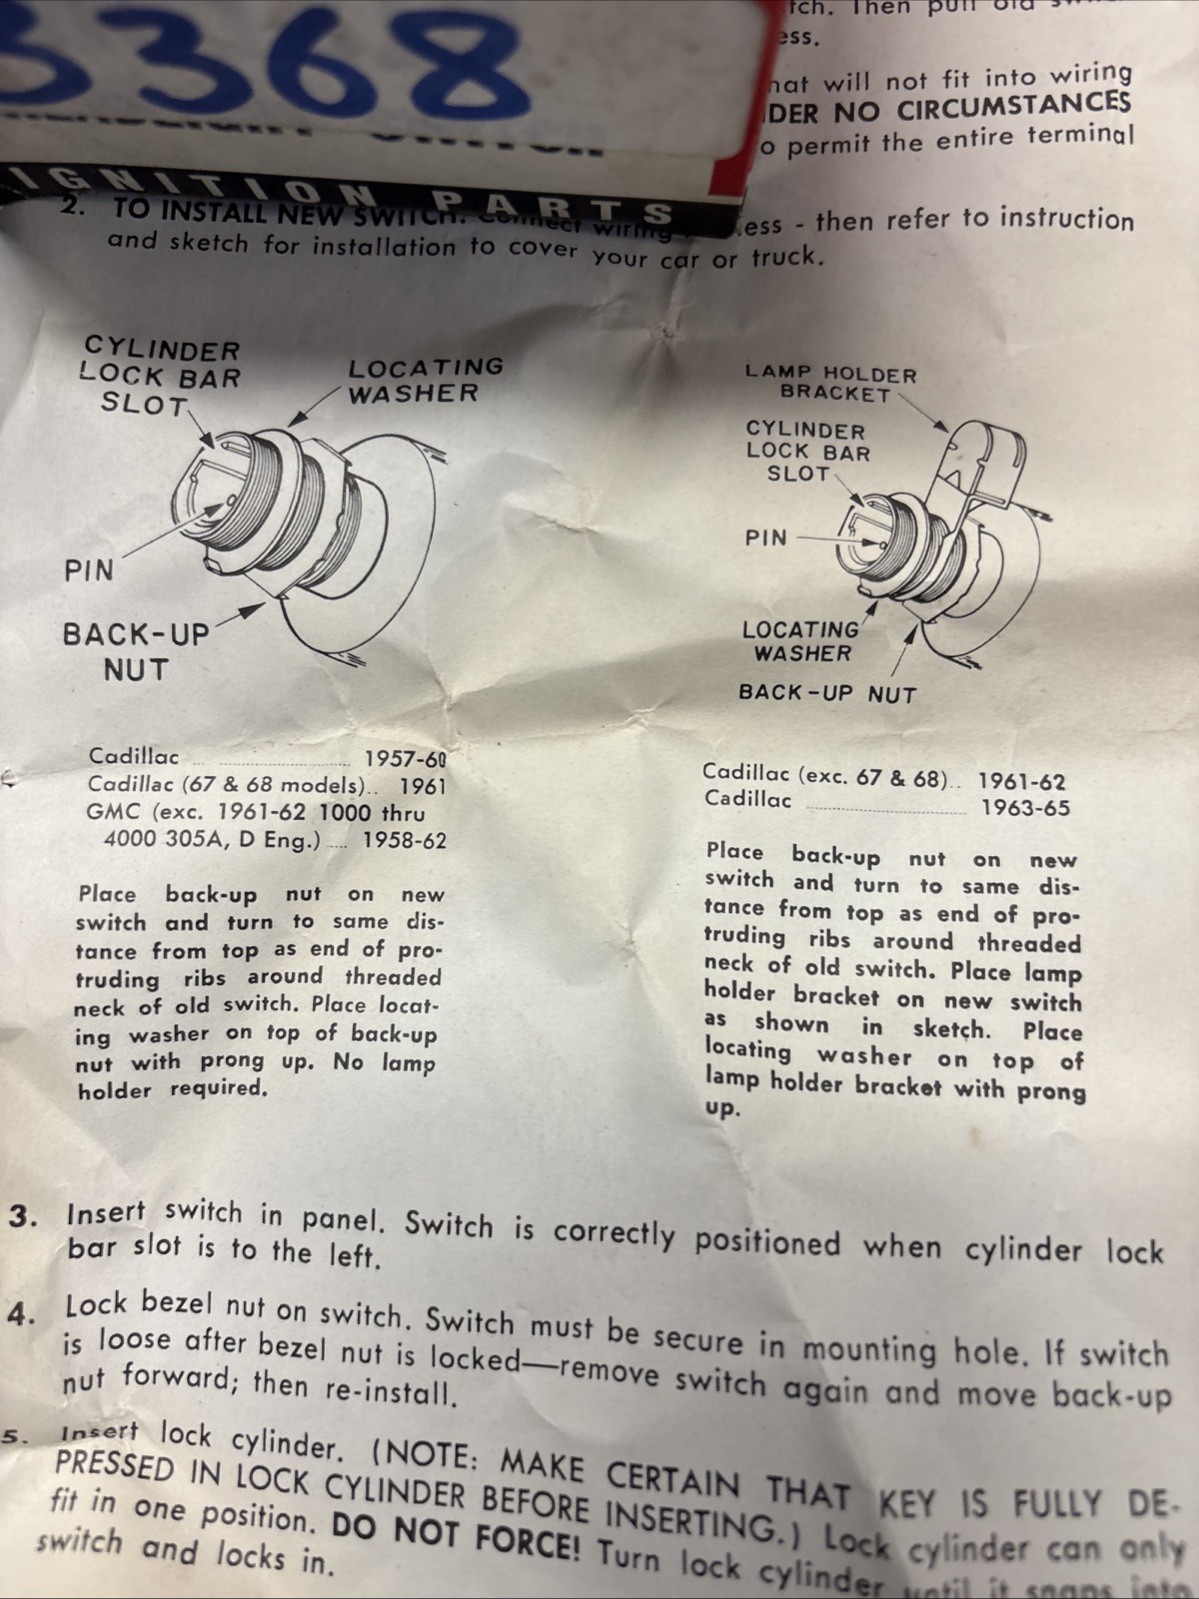 3368
IGNITION PARTS
tch. Then pull old
ess.
hat will not fit into wiring
DER NO CIRCUMSTANCES
o permit the entire terminal
2. TO INSTALL NEW SWITCH. Connect wiring ess - then refer to instruction
and sketch for installation to cover your car or truck.
CYLINDER
LOCK BAR
SLOT
LOCATING
WASHER
PIN
BACK-UP
NUT
LAMP HOLDER
BRACKET
CYLINDER
LOCK BAR
SLOT
PIN
LOCATING
WASHER
BACK-UP NUT
Cadillac .................. 1957-60
Cadillac (67 & 68 models).. 1961
GMC (exc. 1961-62 1000 thru
4000 305A, D Eng.) .... 1958-62
Place back-up nut on new
switch and turn to same dis-
tance from top as end of pro-
truding ribs around threaded
neck of old switch. Place locat-
ing washer on top of back-up
nut with prong up. No lamp
holder required.
Cadillac (exc. 67 & 68).. 1961-62
Cadillac .................. 1963-65
Place back-up nut on new
switch and turn to same dis-
tance from top as end of pro-
truding ribs around threaded
neck of old switch. Place lamp
holder bracket on new switch
as shown in sketch. Place
locating washer on top of
lamp holder bracket with prong
up.
3. Insert switch in panel. Switch is correctly positioned when cylinder lock
bar slot is to the left.
4. Lock bezel nut on switch. Switch must be secure in mounting hole. If switch
is loose after bezel nut is locked—remove switch again and move back-up
nut forward; then re-install.
5. Insert lock cylinder. (NOTE: MAKE CERTAIN THAT KEY IS FULLY DE-
PRESSED IN LOCK CYLINDER BEFORE INSERTING.) Lock cylinder can only
fit in one position. DO NOT FORCE! Turn lock cylinder until it snaps into
switch and locks in.